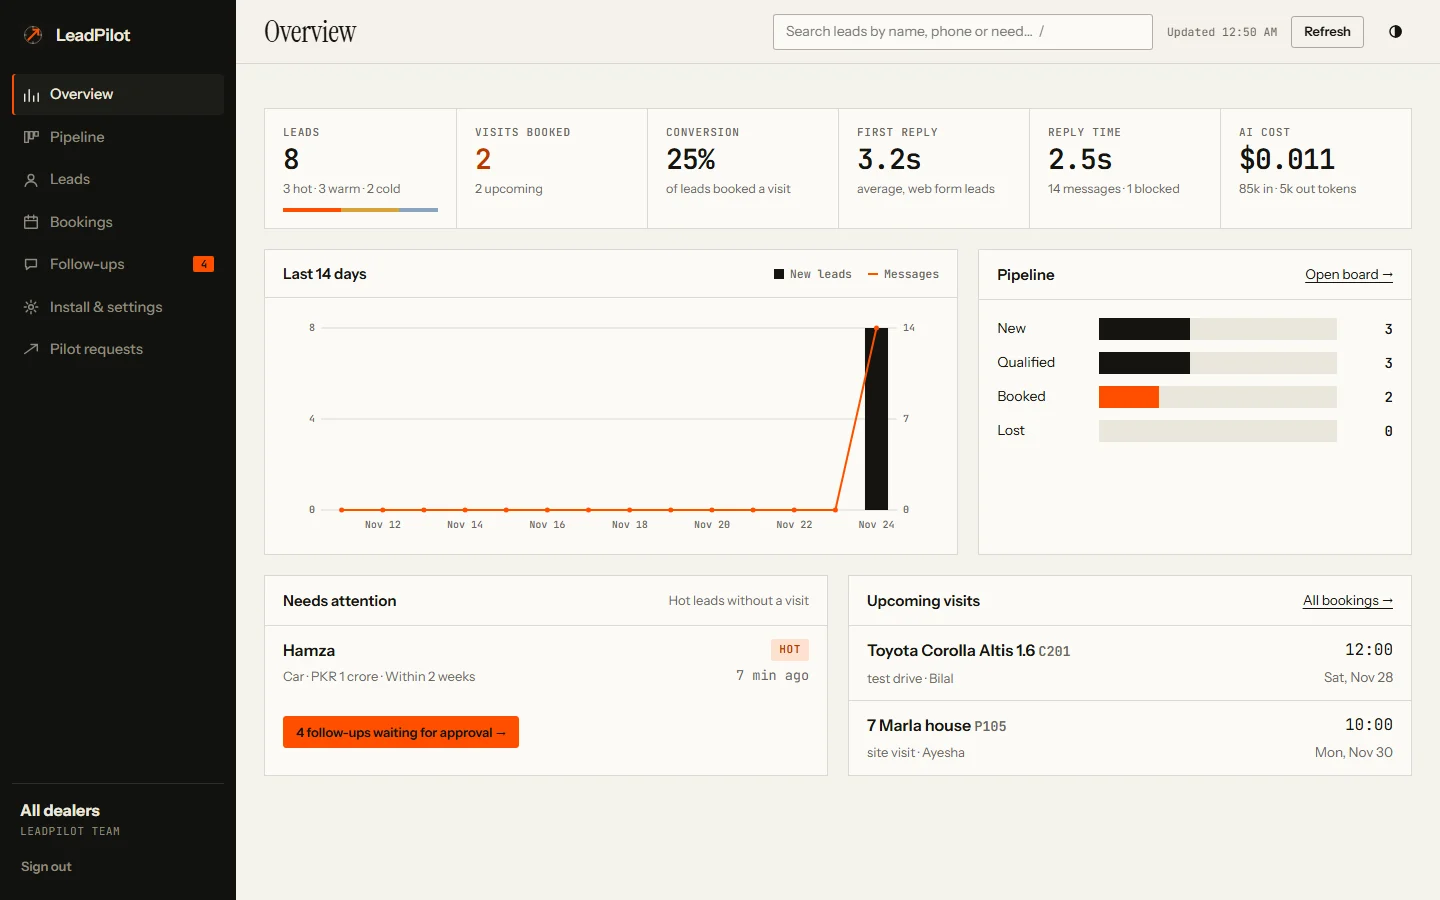 LeadPilot
Overview
Pipeline
Leads
Bookings
Follow-ups 4
Install & settings
Pilot requests
All dealers
LEADPILOT TEAM
Sign out
Overview
Search leads by name, phone or need... /
Updated 12:50 AM
Refresh
LEADS
8
3 hot · 3 warm · 2 cold
VISITS BOOKED
2
2 upcoming
CONVERSION
25%
of leads booked a visit
FIRST REPLY
3.2s
average, web form leads
REPLY TIME
2.5s
14 messages · 1 blocked
AI COST
$0.011
85k in · 5k out tokens
Last 14 days
New leads
Messages
8 14
4 7
0 0
Nov 12 Nov 14 Nov 16 Nov 18 Nov 20 Nov 22 Nov 24
Pipeline
Open board →
New 3
Qualified 3
Booked 2
Lost 0
Needs attention
Hot leads without a visit
Hamza HOT
Car · PKR 1 crore · Within 2 weeks 7 min ago
4 follow-ups waiting for approval →
Upcoming visits
All bookings →
Toyota Corolla Altis 1.6 C201 12:00
test drive · Bilal Sat, Nov 28
7 Marla house P105 10:00
site visit · Ayesha Mon, Nov 30